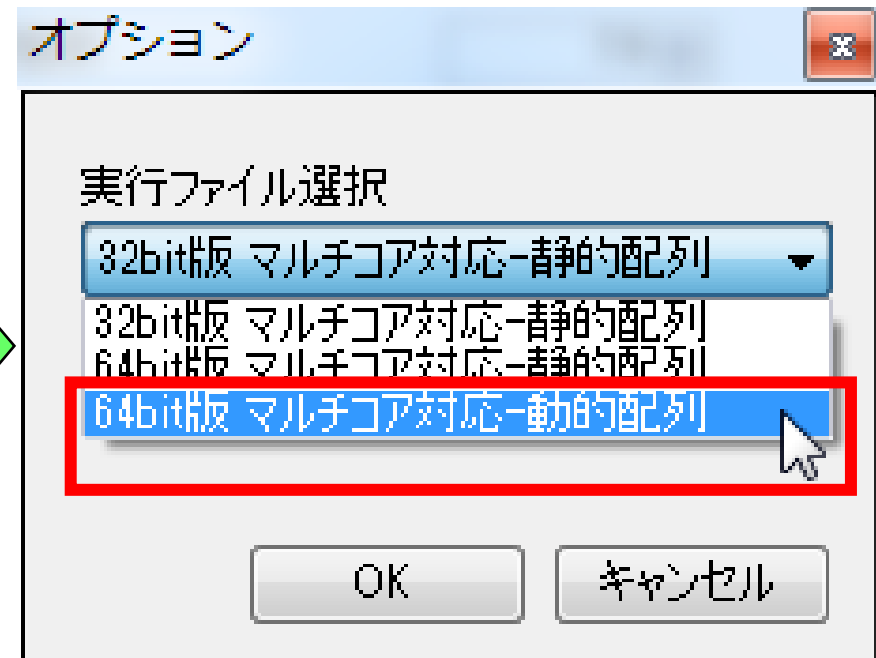 オプション
実行ファイル選択
32bit版 マルチコア対応-静的配列
32bit版 マルチコア対応-静的配列
64bit版 マルチコア対応-静的配列
64bit版 マルチコア対応-動的配列
OK
キャンセル